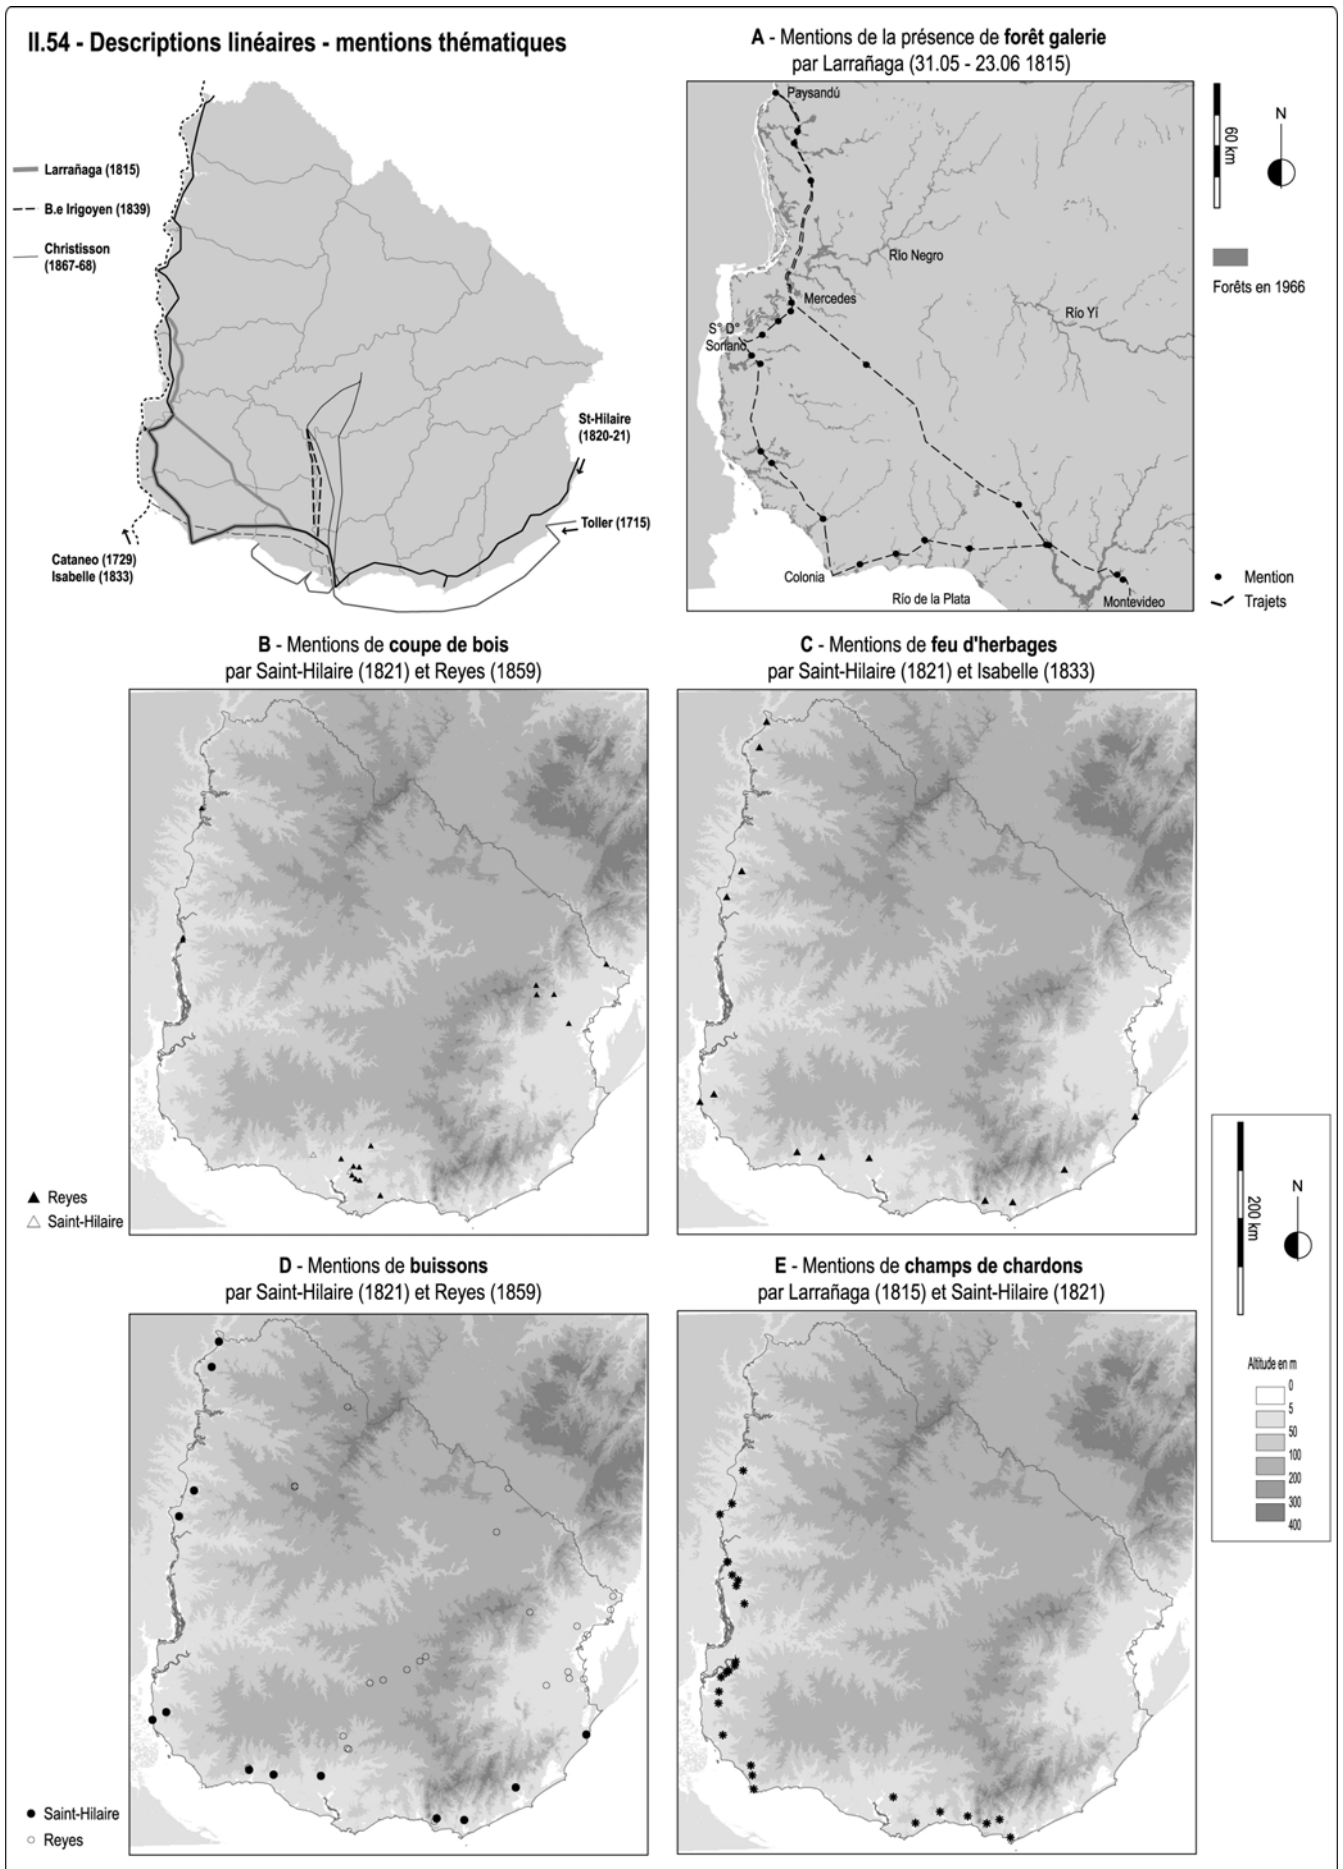 II.54 - Descriptions linéaires - mentions thématiques
Larrañaga (1815)
B.e Irigoyen (1839)
Christisson
(1867-68)
St-Hilaire
(1820-21)
Toller (1715)
Cataneo (1729)
Isabelle (1833)
A - Mentions de la présence de forêt galerie
par Larrañaga (31.05 - 23.06 1815)
Paysandú
RIo Negro
Mercedes
Río Yí
S° D°
Soriano
Colonia
Río de la Plata
Montevideo
60 km
N
Forêts en 1966
Mention
Trajets
B - Mentions de coupe de bois
par Saint-Hilaire (1821) et Reyes (1859)
Reyes
Saint-Hilaire
C - Mentions de feu d'herbages
par Saint-Hilaire (1821) et Isabelle (1833)
D - Mentions de buissons
par Saint-Hilaire (1821) et Reyes (1859)
Saint-Hilaire
Reyes
E - Mentions de champs de chardons
par Larrañaga (1815) et Saint-Hilaire (1821)
200 km
N
Altitude en m
0
5
50
100
200
300
400